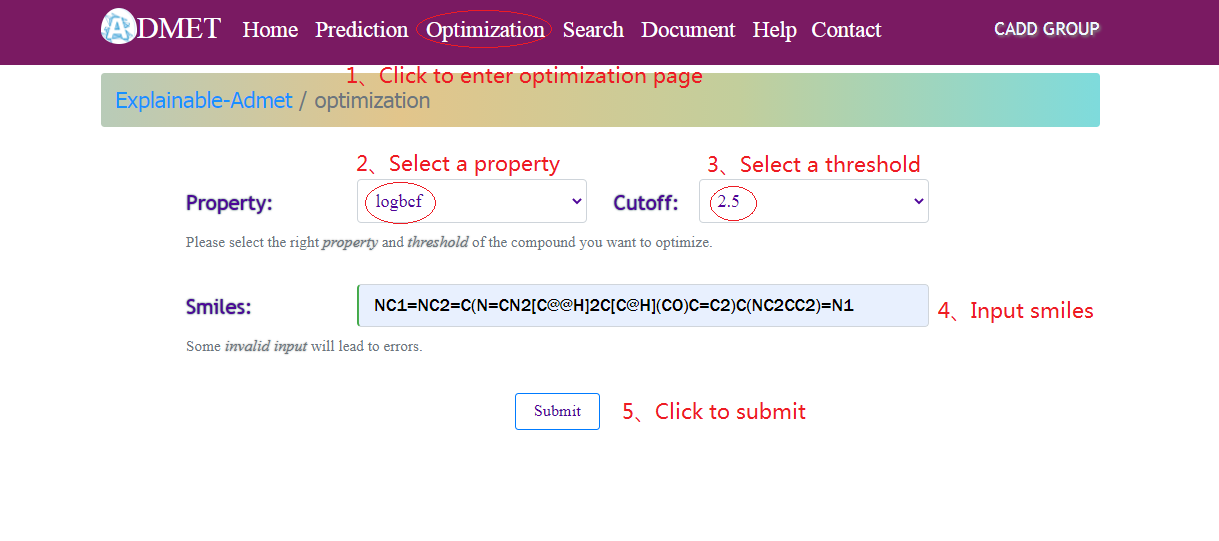 ADMET Home Prediction Optimization Search Document Help Contact CADD GROUP
1、Click to enter optimization page
Explainable-Admet / optimization
2、Select a property 3、Select a threshold
Property: logbcf Cutoff: 2.5
Please select the right property and threshold of the compound you want to optimize.
Smiles: NC1=NC2=C(N=CN2[C@@H]2C[C@H](CO)C=C2)C(NC2CC2)=N1 4、Input smiles
Some invalid input will lead to errors.
Submit 5、Click to submit